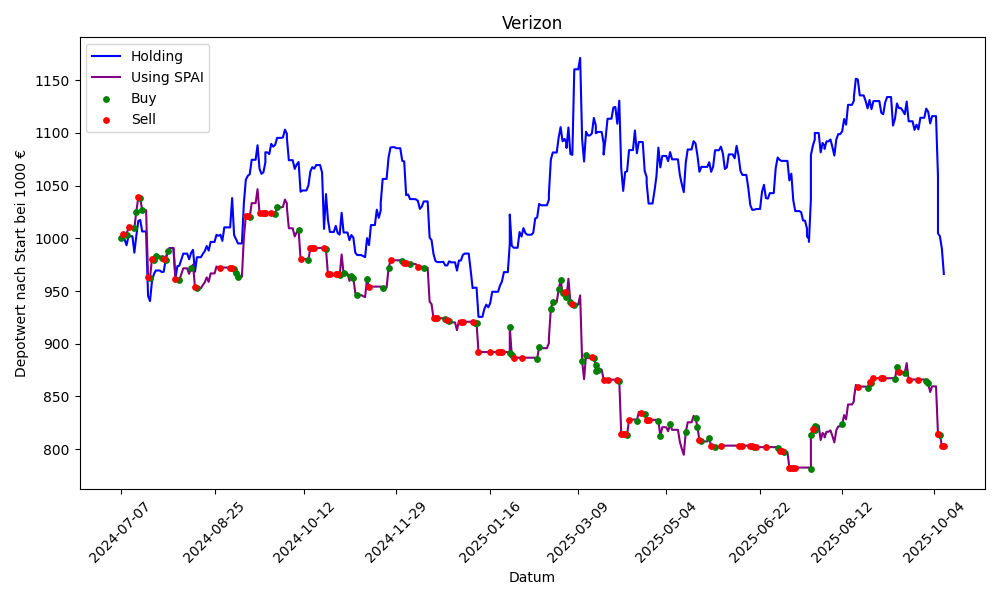 Verizon
Holding
Using SPAI
Buy
Sell
Depotwert nach Start bei 1000 €
1150
1100
1050
1000
950
900
850
800
2024-07-07
2024-08-25
2024-10-12
2024-11-29
2025-01-16
2025-03-09
2025-05-04
2025-06-22
2025-08-12
2025-10-04
Datum